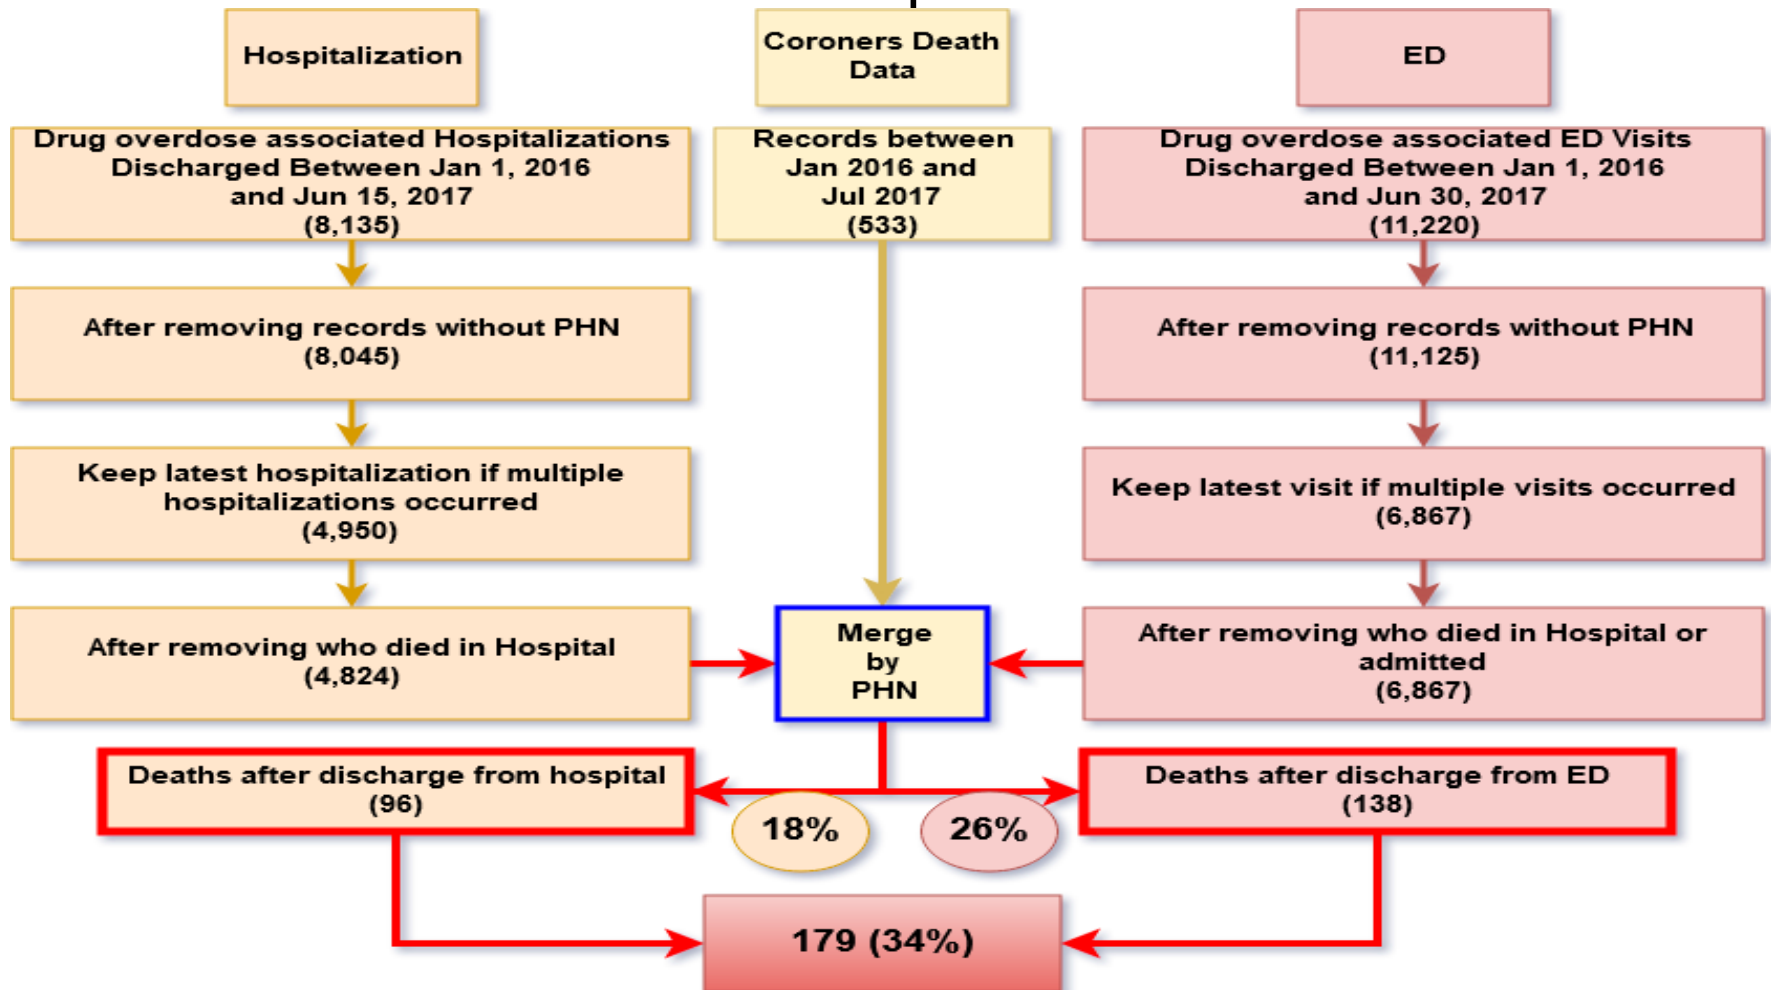 Hospitalization
Drug overdose associated Hospitalizations
Discharged Between Jan 1, 2016
and Jun 15, 2017
(8,135)
After removing records without PHN
(8,045)
Keep latest hospitalization if multiple
hospitalizations occurred
(4,950)
After removing who died in Hospital
(4,824)
Coroners Death
Data
Records between
Jan 2016 and
Jul 2017
(533)
Merge
by
PHN
ED
Drug overdose associated ED Visits
Discharged Between Jan 1, 2016
and Jun 30, 2017
(11,220)
After removing records without PHN
(11,125)
Keep latest visit if multiple visits occurred
(6,867)
After removing who died in Hospital or
admitted
(6,867)
Deaths after discharge from hospital
(96)
18%
26%
Deaths after discharge from ED
(138)
179 (34%)